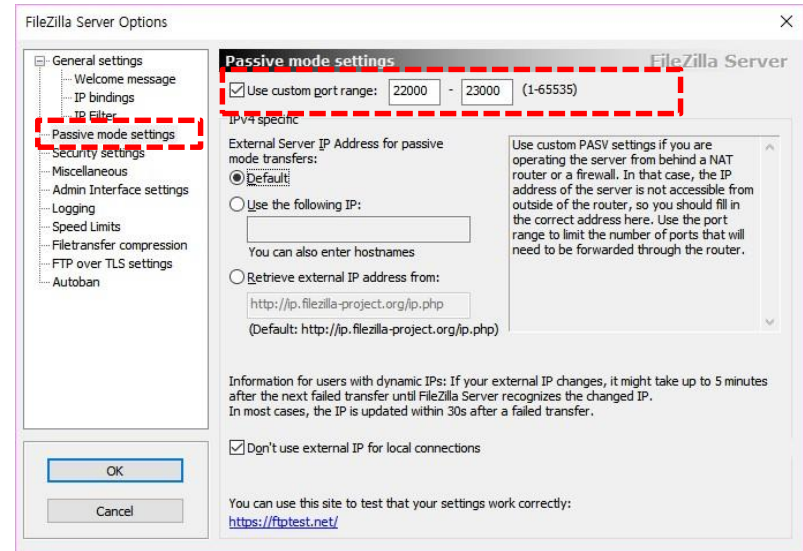 FileZilla Server Options
General settings
Welcome message
IP bindings
IP Filter
Passive mode settings
Security settings
Miscellaneous
Admin Interface settings
Logging
Speed Limits
Filetransfer compression
FTP over TLS settings
Autoban
OK
Cancel
Passive mode settings
FileZilla Server
Use custom port range: 22000 - 23000 (1-65535)
IPv4 specific
External Server IP Address for passive
mode transfers:
Default
Use the following IP:
You can also enter hostnames
Retrieve external IP address from:
http://ip.filezilla-project.org/ip.php
(Default: http://ip.filezilla-project.org/ip.php)
Use custom PASV settings if you are
operating the server from behind a NAT
router or a firewall. In that case, the IP
address of the server is not accessible from
outside of the router, so you should fill in
the correct address here. Use the port
range to limit the number of ports that will
need to be forwarded through the router.
Information for users with dynamic IPs: If your external IP changes, it might take up to 5 minutes
after the next failed transfer until FileZilla Server recognizes the changed IP.
In most cases, the IP is updated within 30s after a failed transfer.
Don't use external IP for local connections
You can use this site to test that your settings work correctly:
https://ftptest.net/